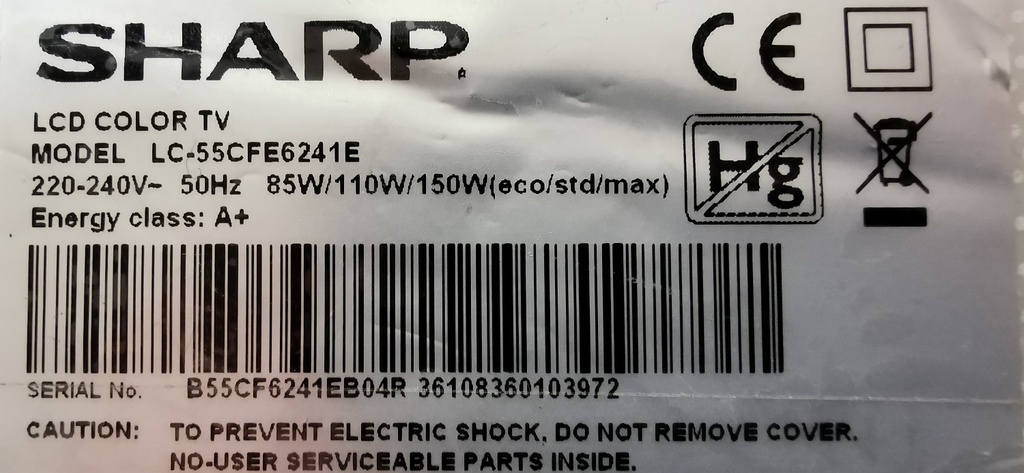 SHARP
LCD COLOR TV
MODEL LC-55CFE6241E
220-240V~ 50Hz 85W/110W/150W(eco/std/max)
Energy class: A+
CE
Hg
SERIAL No. B55CF6241EB04R 36108360103972
CAUTION: TO PREVENT ELECTRIC SHOCK, DO NOT REMOVE COVER.
NO-USER SERVICEABLE PARTS INSIDE.